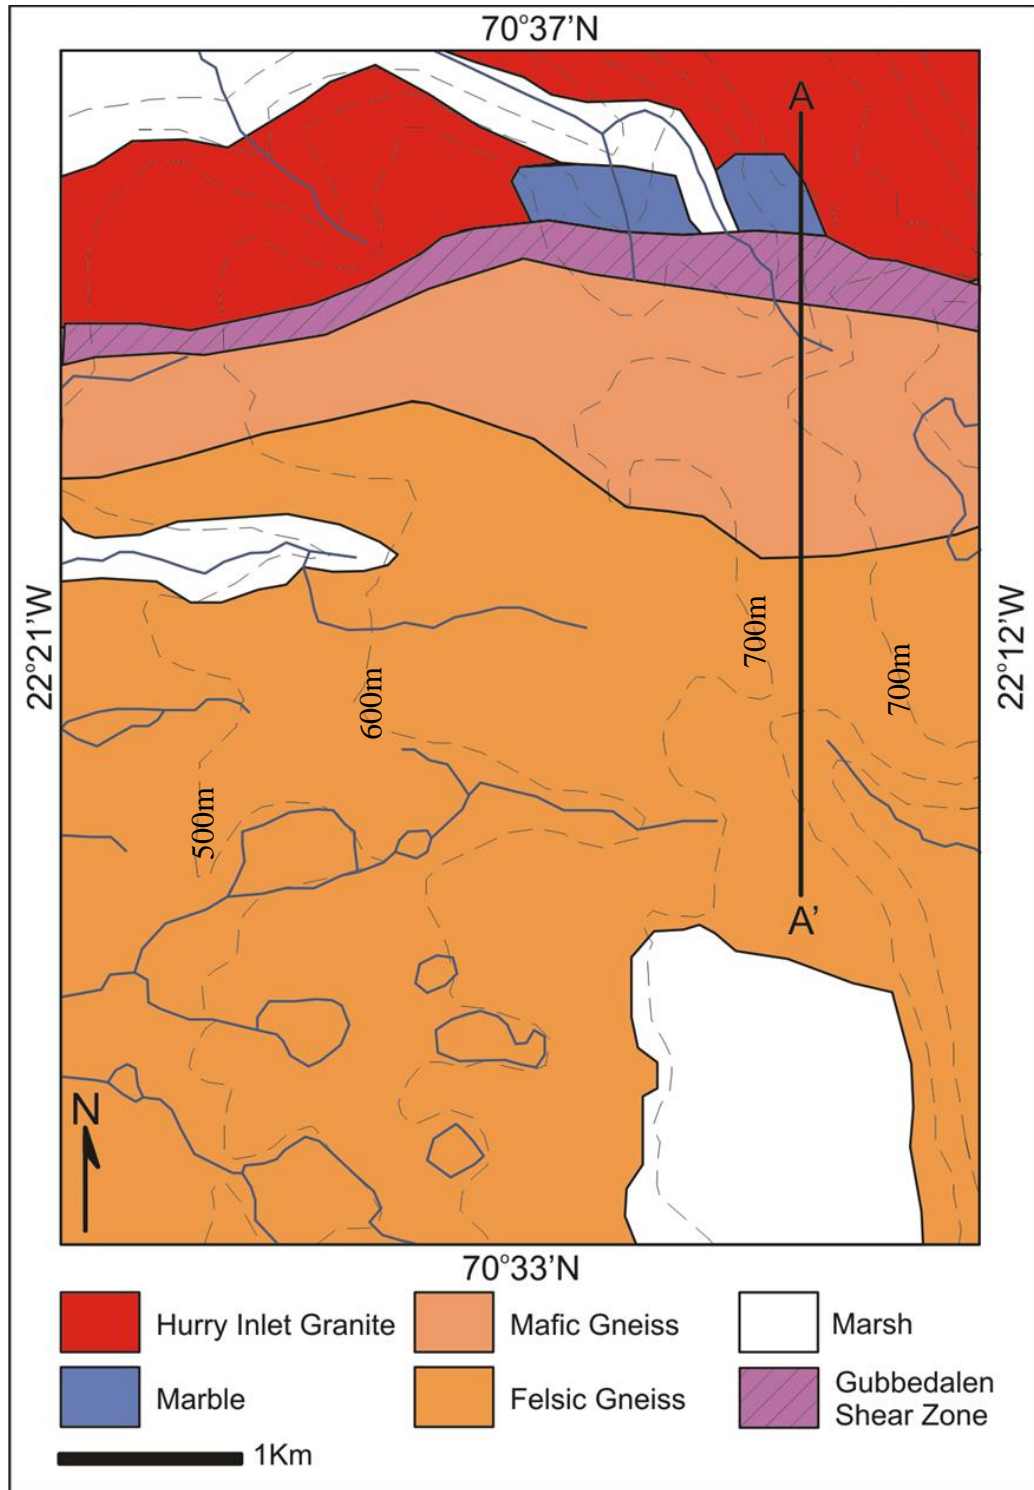 70°37'N
A
22°21'W
22°12'W
700m
700m
600m
500m
A'
N
70°33'N
Hurry Inlet Granite
Mafic Gneiss
Marsh
Marble
Felsic Gneiss
Gubbedalen
Shear Zone
1Km